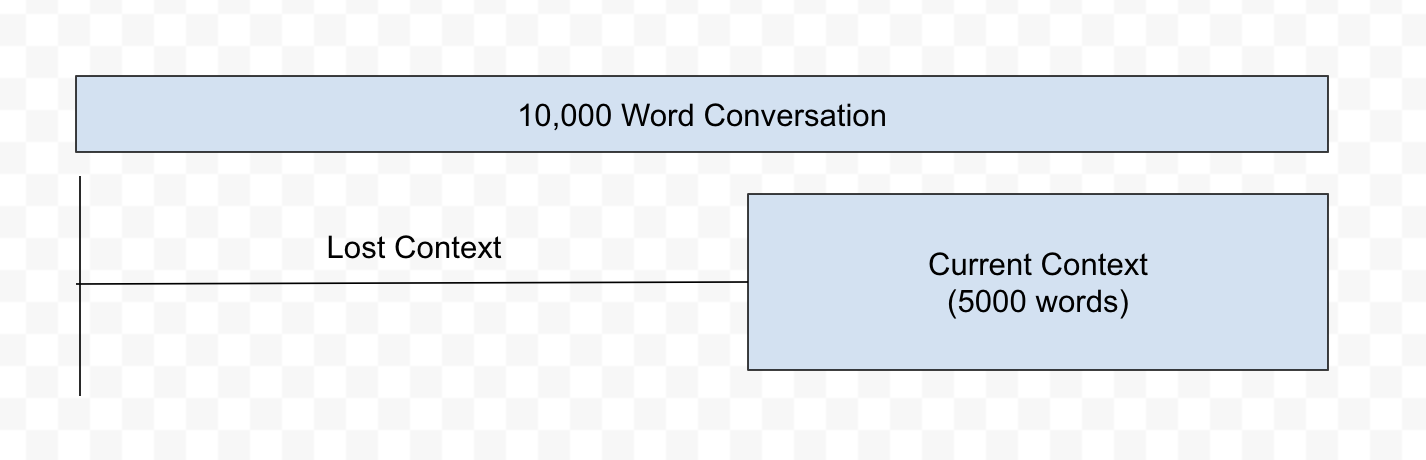 10,000 Word Conversation
Lost Context
Current Context
(5000 words)